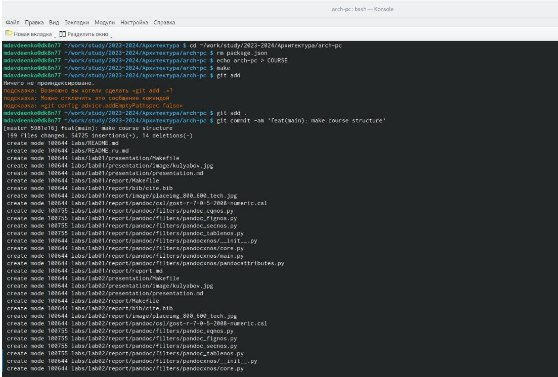 arch-pc : bash — Konsole
Файл Правка Вид Закладки Модули Настройка Справка
Новая вкладка Разделить окно
mdavdeenko@dk8n77 ~/work/study/2023-2024/Архитектура $ cd ~/work/study/2023-2024/Архитектура/arch-pc
mdavdeenko@dk8n77 ~/work/study/2023-2024/Архитектура/arch-pc $ rm package.json
mdavdeenko@dk8n77 ~/work/study/2023-2024/Архитектура/arch-pc $ echo arch-pc > COURSE
mdavdeenko@dk8n77 ~/work/study/2023-2024/Архитектура/arch-pc $ make
mdavdeenko@dk8n77 ~/work/study/2023-2024/Архитектура/arch-pc $ git add
Ничего не проиндексировано.
подсказка: Возможно вы хотели сделать «git add .»?
подсказка: Можно отключить это сообщение командой
подсказка: «git config advice.addEmptyPathspec false»
mdavdeenko@dk8n77 ~/work/study/2023-2024/Архитектура/arch-pc $ git add .
mdavdeenko@dk8n77 ~/work/study/2023-2024/Архитектура/arch-pc $ git commit -am 'feat(main): make course structure'
[master 5981e16] feat(main): make course structure
199 files changed, 54725 insertions(+), 14 deletions(-)
create mode 100644 labs/README.md
create mode 100644 labs/README.ru.md
create mode 100644 labs/lab01/presentation/Makefile
create mode 100644 labs/lab01/presentation/image/kulyabov.jpg
create mode 100644 labs/lab01/presentation/presentation.md
create mode 100644 labs/lab01/report/Makefile
create mode 100644 labs/lab01/report/bib/cite.bib
create mode 100644 labs/lab01/report/image/placeimg_800_600_tech.jpg
create mode 100644 labs/lab01/report/pandoc/csl/gost-r-7-0-5-2008-numeric.csl
create mode 100755 labs/lab01/report/pandoc/filters/pandoc_eqnos.py
create mode 100755 labs/lab01/report/pandoc/filters/pandoc_fignos.py
create mode 100755 labs/lab01/report/pandoc/filters/pandoc_secnos.py
create mode 100755 labs/lab01/report/pandoc/filters/pandoc_tablenos.py
create mode 100644 labs/lab01/report/pandoc/filters/pandocxnos/__init__.py
create mode 100644 labs/lab01/report/pandoc/filters/pandocxnos/core.py
create mode 100644 labs/lab01/report/pandoc/filters/pandocxnos/main.py
create mode 100644 labs/lab01/report/pandoc/filters/pandocxnos/pandocattributes.py
create mode 100644 labs/lab01/report/report.md
create mode 100644 labs/lab02/presentation/Makefile
create mode 100644 labs/lab02/presentation/image/kulyabov.jpg
create mode 100644 labs/lab02/presentation/presentation.md
create mode 100644 labs/lab02/report/Makefile
create mode 100644 labs/lab02/report/bib/cite.bib
create mode 100644 labs/lab02/report/image/placeimg_800_600_tech.jpg
create mode 100644 labs/lab02/report/pandoc/csl/gost-r-7-0-5-2008-numeric.csl
create mode 100755 labs/lab02/report/pandoc/filters/pandoc_eqnos.py
create mode 100755 labs/lab02/report/pandoc/filters/pandoc_fignos.py
create mode 100755 labs/lab02/report/pandoc/filters/pandoc_secnos.py
create mode 100755 labs/lab02/report/pandoc/filters/pandoc_tablenos.py
create mode 100644 labs/lab02/report/pandoc/filters/pandocxnos/__init__.py
create mode 100644 labs/lab02/report/pandoc/filters/pandocxnos/core.py